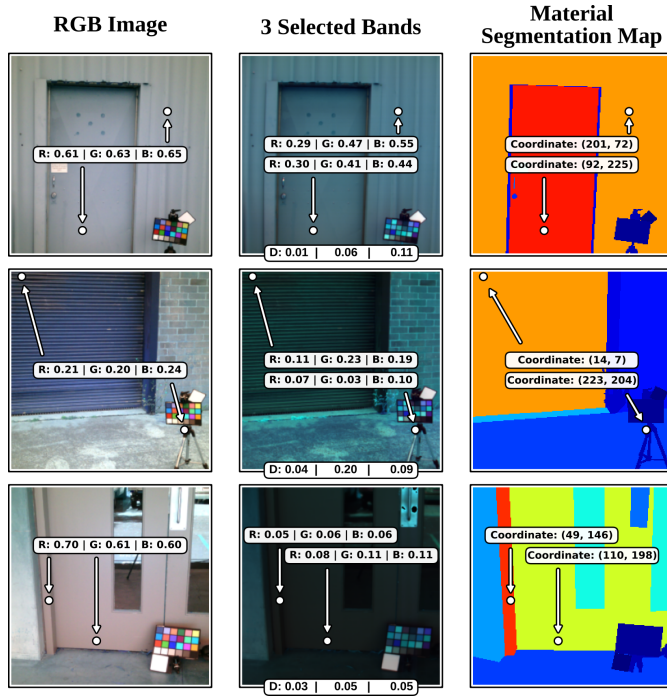 RGB Image
3 Selected Bands
Material
Segmentation Map
R: 0.61 | G: 0.63 | B: 0.65
R: 0.29 | G: 0.47 | B: 0.55
R: 0.30 | G: 0.41 | B: 0.44
D: 0.01 | 0.06 | 0.11
Coordinate: (201, 72)
Coordinate: (92, 225)
R: 0.21 | G: 0.20 | B: 0.24
R: 0.11 | G: 0.23 | B: 0.19
R: 0.07 | G: 0.03 | B: 0.10
D: 0.04 | 0.20 | 0.09
Coordinate: (14, 7)
Coordinate: (223, 204)
R: 0.70 | G: 0.61 | B: 0.60
R: 0.05 | G: 0.06 | B: 0.06
R: 0.08 | G: 0.11 | B: 0.11
D: 0.03 | 0.05 | 0.05
Coordinate: (49, 146)
Coordinate: (110, 198)